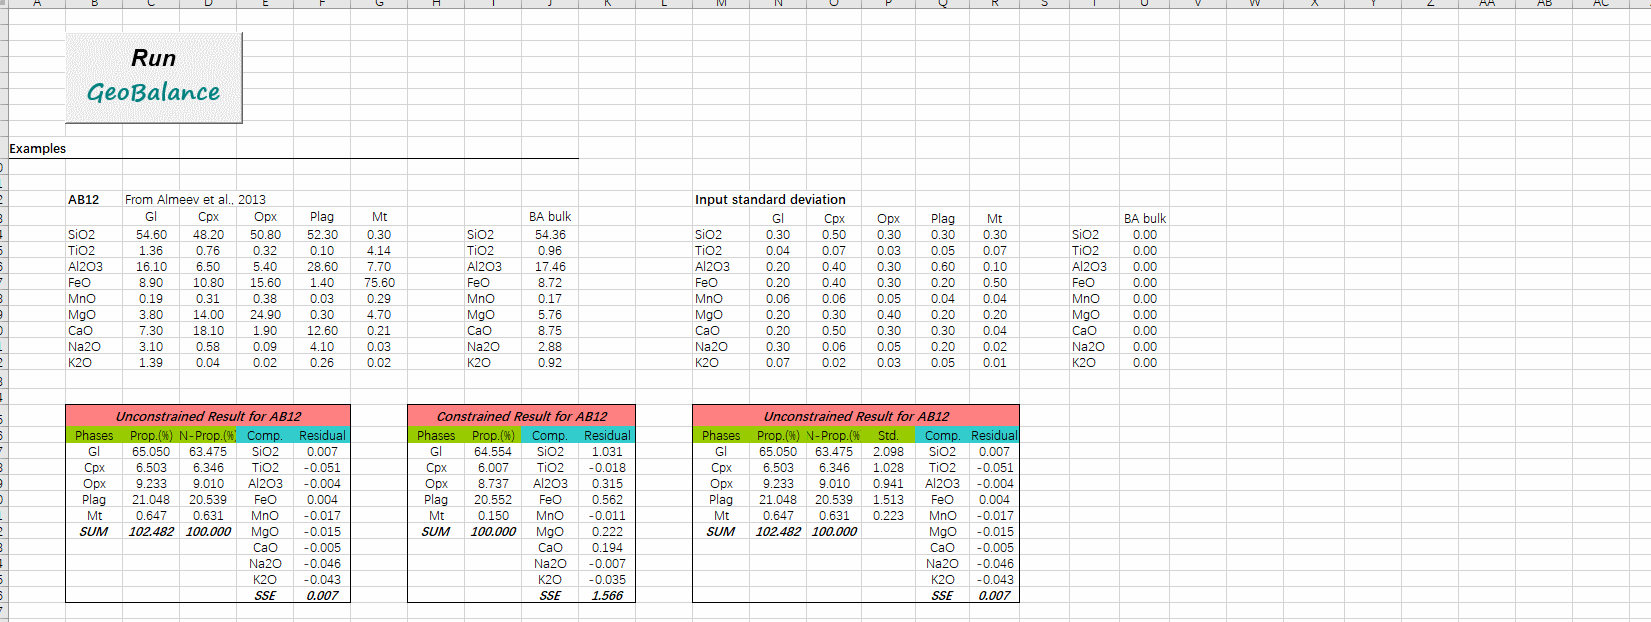 A B C D E F G H I J K L M N O P Q R S T U V W X Y Z AA AB AC
Run
GeoBalance
Examples
AB12 From Almeev et al., 2013 Input standard deviation
Gl Cpx Opx Plag Mt BA bulk Gl Cpx Opx Plag Mt BA bulk
SiO2 54.60 48.20 50.80 52.30 0.30 SiO2 54.36 SiO2 0.30 0.50 0.30 0.30 0.30 SiO2 0.00
TiO2 1.36 0.76 0.32 0.10 4.14 TiO2 0.96 TiO2 0.04 0.07 0.03 0.05 0.07 TiO2 0.00
Al2O3 16.10 6.50 5.40 28.60 7.70 Al2O3 17.46 Al2O3 0.20 0.40 0.30 0.60 0.10 Al2O3 0.00
FeO 8.90 10.80 15.60 1.40 75.60 FeO 8.72 FeO 0.20 0.40 0.30 0.20 0.50 FeO 0.00
MnO 0.19 0.31 0.38 0.03 0.29 MnO 0.17 MnO 0.06 0.06 0.05 0.04 0.04 MnO 0.00
MgO 3.80 14.00 24.90 0.30 4.70 MgO 5.76 MgO 0.20 0.30 0.40 0.20 0.20 MgO 0.00
CaO 7.30 18.10 1.90 12.60 0.21 CaO 8.75 CaO 0.20 0.50 0.30 0.30 0.04 CaO 0.00
Na2O 3.10 0.58 0.09 4.10 0.03 Na2O 2.88 Na2O 0.30 0.06 0.05 0.20 0.02 Na2O 0.00
K2O 1.39 0.04 0.02 0.26 0.02 K2O 0.92 K2O 0.07 0.02 0.03 0.05 0.01 K2O 0.00
Unconstrained Result for AB12 Constrained Result for AB12 Unconstrained Result for AB12
Phases Prop.(%) N-Prop.(% Comp. Residual Phases Prop.(%) Comp. Residual Phases Prop.(%) N-Prop.(% Std. Comp. Residual
Gl 65.050 63.475 SiO2 0.007 Gl 64.554 SiO2 1.031 Gl 65.050 63.475 2.098 SiO2 0.007
Cpx 6.503 6.346 TiO2 -0.051 Cpx 6.007 TiO2 -0.018 Cpx 6.503 6.346 1.028 TiO2 -0.051
Opx 9.233 9.010 Al2O3 -0.004 Opx 8.737 Al2O3 0.315 Opx 9.233 9.010 0.941 Al2O3 -0.004
Plag 21.048 20.539 FeO 0.004 Plag 20.552 FeO 0.562 Plag 21.048 20.539 1.513 FeO 0.004
Mt 0.647 0.631 MnO -0.017 Mt 0.150 MnO -0.011 Mt 0.647 0.631 0.223 MnO -0.017
SUM 102.482 100.000 MgO -0.015 SUM 100.000 MgO 0.222 SUM 102.482 100.000 MgO -0.015
CaO -0.005 CaO 0.194 CaO -0.005
Na2O -0.046 Na2O -0.007 Na2O -0.046
K2O -0.043 K2O -0.035 K2O -0.043
SSE 0.007 SSE 1.566 SSE 0.007